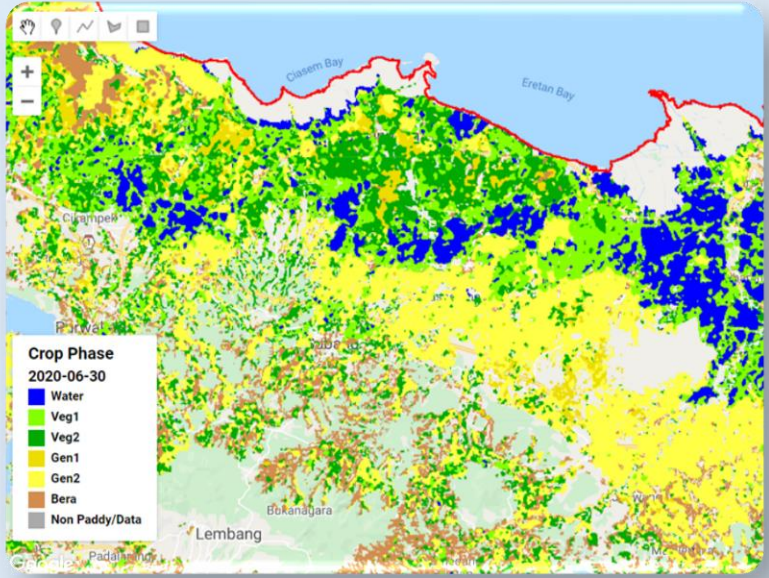 +
Ciasem Bay
Eretan Bay
−
Cikampek
Crop Phase
2020-06-30
Water
Veg1
Veg2
Gen1
Gen2
Bera
Non Paddy/Data
Bukanagara
Lembang
Google